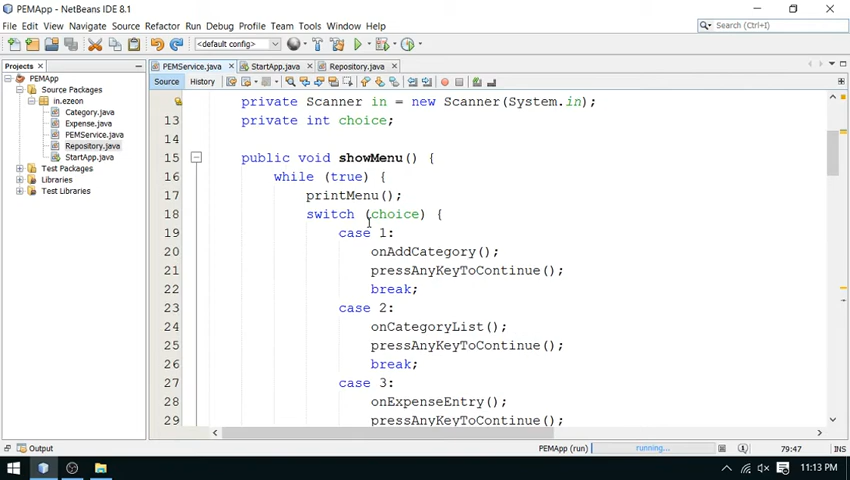 PEMApp - NetBeans IDE 8.1
File Edit View Navigate Source Refactor Run Debug Profile Team Tools Window Help
Search (Ctrl+I)
<default config>
Projects
PEMApp
Source Packages
in.ezeon
Category.java
Expense.java
PEMService.java
Repository.java
StartApp.java
Test Packages
Libraries
Test Libraries
PEMService.java StartApp.java Repository.java
Source History
private Scanner in = new Scanner(System.in);
13 private int choice;
14
15 public void showMenu() {
16 while (true) {
17 printMenu();
18 switch (choice) {
19 case 1:
20 onAddCategory();
21 pressAnyKeyToContinue();
22 break;
23 case 2:
24 onCategoryList();
25 pressAnyKeyToContinue();
26 break;
27 case 3:
28 onExpenseEntry();
29 pressAnyKeyToContinue();
Output
PEMApp (run) running... 79:47 INS
11:13 PM